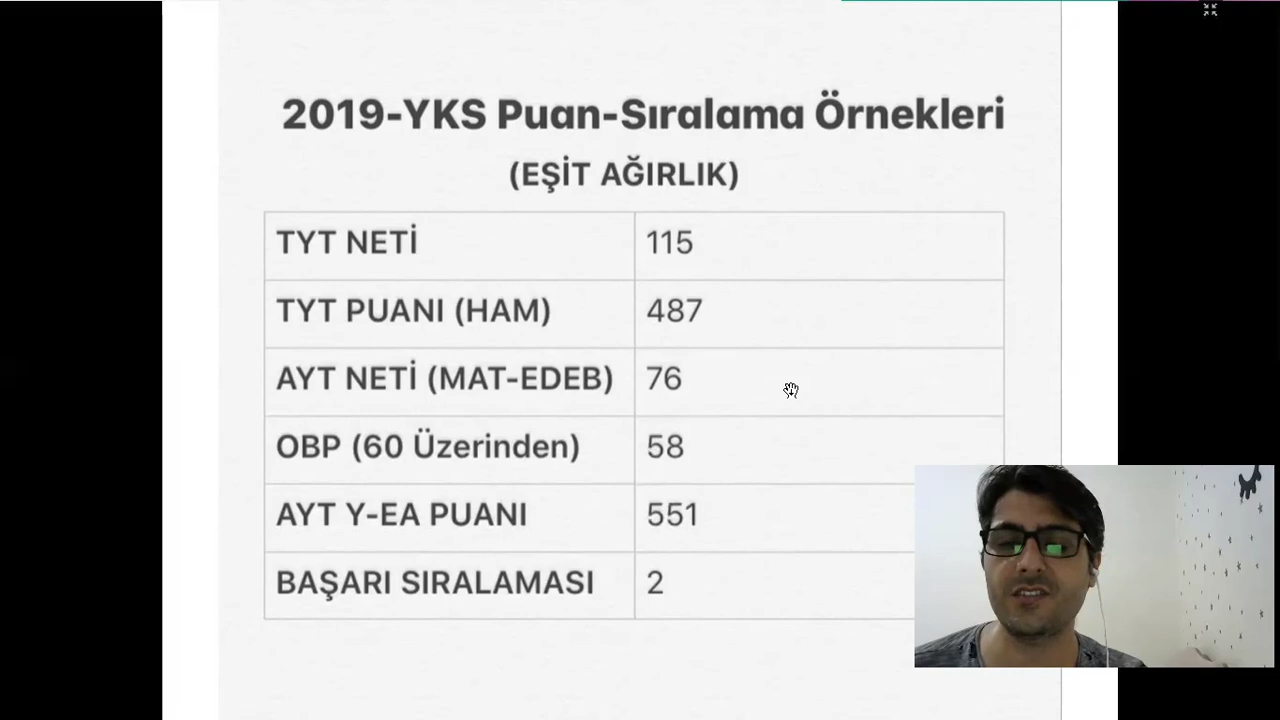 2019-YKS Puan-Sıralama Örnekleri
(EŞİT AĞIRLIK)
TYT NETİ 115
TYT PUANI (HAM) 487
AYT NETİ (MAT-EDEB) 76
OBP (60 Üzerinden) 58
AYT Y-EA PUANI 551
BAŞARI SIRALAMASI 2